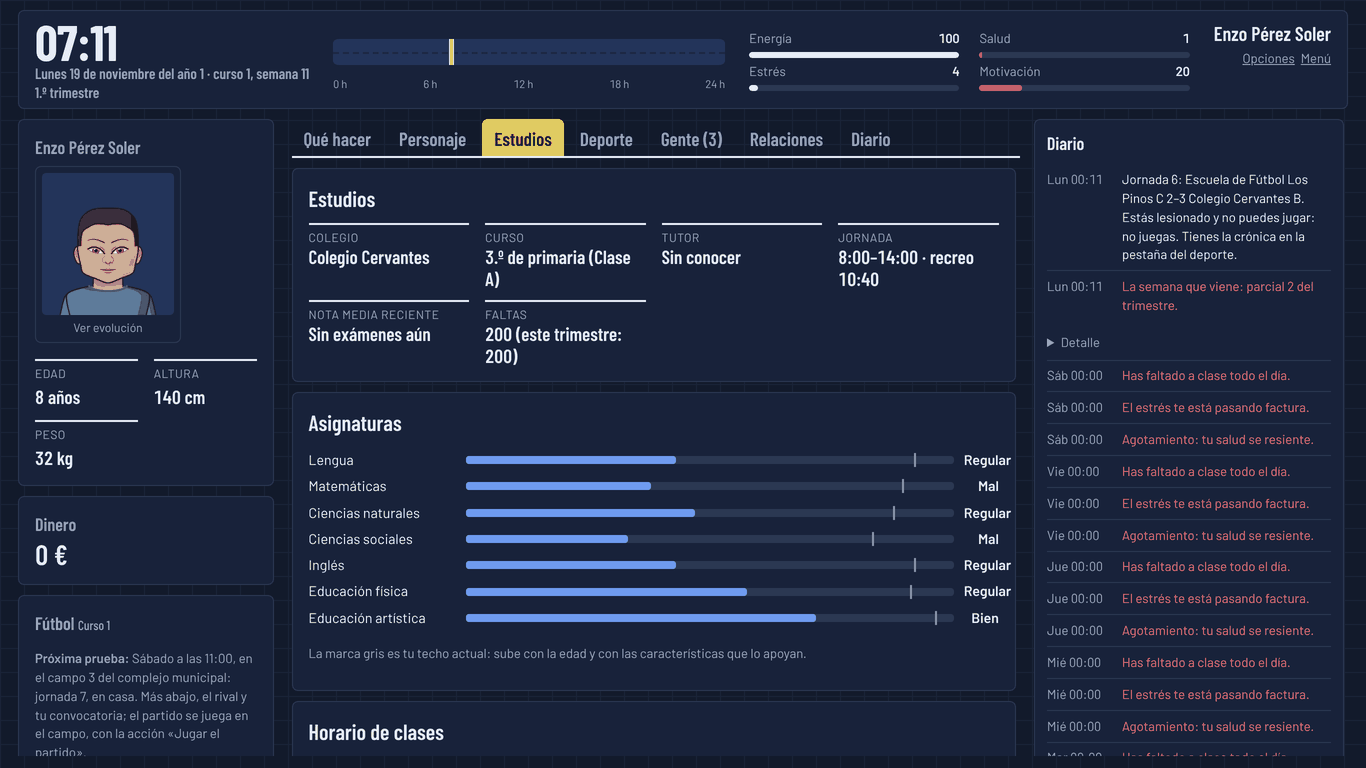 07:11
Lunes 19 de noviembre del año 1 · curso 1, semana 11
1.º trimestre
0 h
6 h
12 h
18 h
24 h
Energía 100
Estrés 4
Salud 1
Motivación 20
Enzo Pérez Soler
Opciones Menú
Enzo Pérez Soler
Ver evolución
EDAD
8 años
ALTURA
140 cm
PESO
32 kg
Dinero
0 €
Fútbol Curso 1
Próxima prueba: Sábado a las 11:00, en
el campo 3 del complejo municipal:
jornada 7, en casa. Más abajo, el rival y
tu convocatoria; el partido se juega en
el campo, con la acción «Jugar el
partido».
Qué hacer
Personaje
Estudios
Deporte
Gente (3)
Relaciones
Diario
Estudios
COLEGIO
Colegio Cervantes
CURSO
3.º de primaria (Clase
A)
TUTOR
Sin conocer
JORNADA
8:00–14:00 · recreo
10:40
NOTA MEDIA RECIENTE
Sin exámenes aún
FALTAS
200 (este trimestre:
200)
Asignaturas
Lengua Regular
Matemáticas Mal
Ciencias naturales Regular
Ciencias sociales Mal
Inglés Regular
Educación física Regular
Educación artística Bien
La marca gris es tu techo actual: sube con la edad y con las características que lo apoyan.
Horario de clases
Diario
Lun 00:11 Jornada 6: Escuela de Fútbol Los
Pinos C 2–3 Colegio Cervantes B.
Estás lesionado y no puedes jugar:
no juegas. Tienes la crónica en la
pestaña del deporte.
Lun 00:11 La semana que viene: parcial 2 del
trimestre.
▶ Detalle
Sáb 00:00 Has faltado a clase todo el día.
Sáb 00:00 El estrés te está pasando factura.
Sáb 00:00 Agotamiento: tu salud se resiente.
Vie 00:00 Has faltado a clase todo el día.
Vie 00:00 El estrés te está pasando factura.
Vie 00:00 Agotamiento: tu salud se resiente.
Jue 00:00 Has faltado a clase todo el día.
Jue 00:00 El estrés te está pasando factura.
Jue 00:00 Agotamiento: tu salud se resiente.
Mié 00:00 Has faltado a clase todo el día.
Mié 00:00 El estrés te está pasando factura.
Mié 00:00 Agotamiento: tu salud se resiente.
Mar 00:00 Has faltado a clase todo el día.